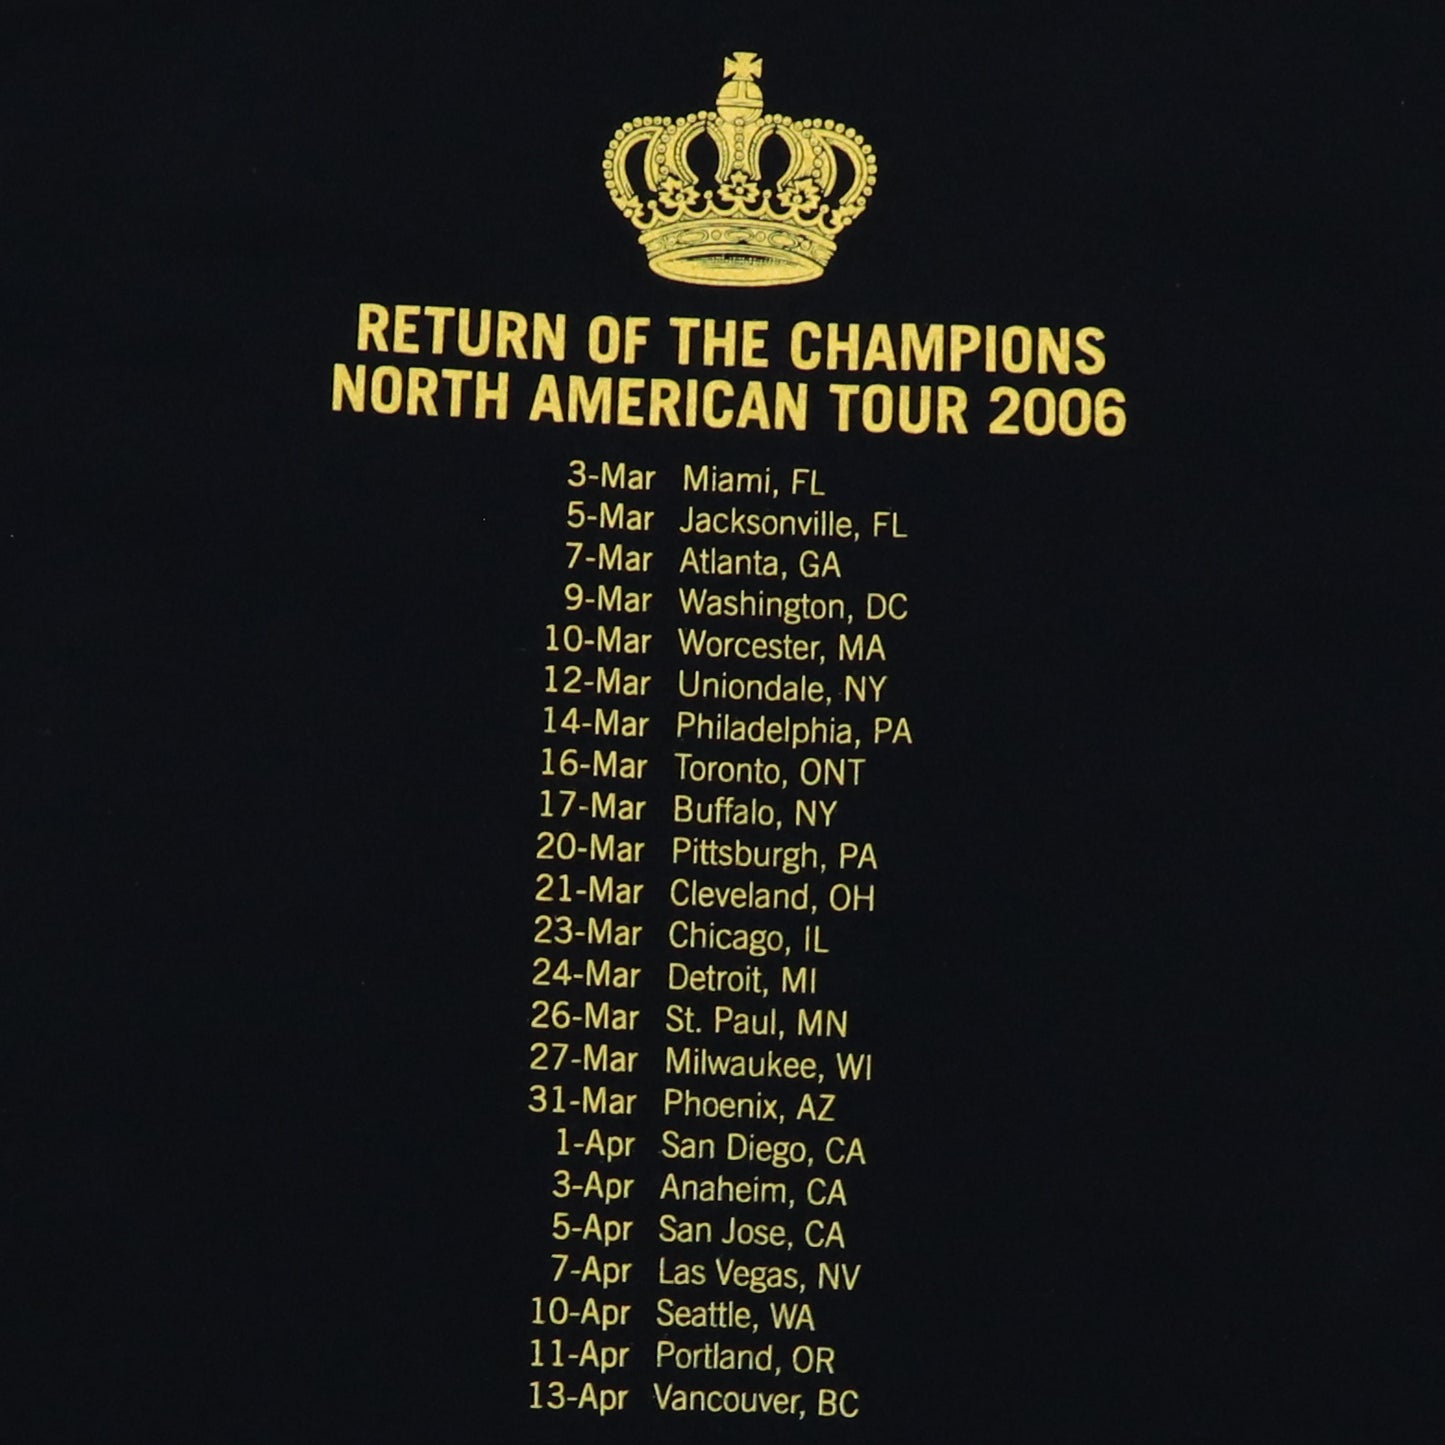 RETURN OF THE CHAMPIONS
NORTH AMERICAN TOUR 2006
3-Mar Miami, FL
5-Mar Jacksonville, FL
7-Mar Atlanta, GA
9-Mar Washington, DC
10-Mar Worcester, MA
12-Mar Uniondale, NY
14-Mar Philadelphia, PA
16-Mar Toronto, ONT
17-Mar Buffalo, NY
20-Mar Pittsburgh, PA
21-Mar Cleveland, OH
23-Mar Chicago, IL
24-Mar Detroit, MI
26-Mar St. Paul, MN
27-Mar Milwaukee, WI
31-Mar Phoenix, AZ
1-Apr San Diego, CA
3-Apr Anaheim, CA
5-Apr San Jose, CA
7-Apr Las Vegas, NV
10-Apr Seattle, WA
11-Apr Portland, OR
13-Apr Vancouver, BC